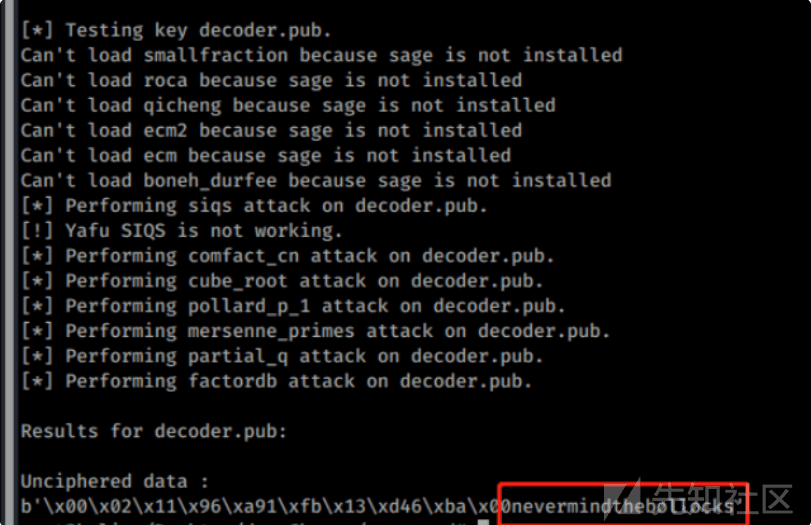 [*] Testing key decoder.pub.
Can't load smallfraction because sage is not installed
Can't load roca because sage is not installed
Can't load qicheng because sage is not installed
Can't load ecm2 because sage is not installed
Can't load ecm because sage is not installed
Can't load boneh_durfee because sage is not installed
[*] Performing siqs attack on decoder.pub.
[!] Yafu SIQS is not working.
[*] Performing comfact_cn attack on decoder.pub.
[*] Performing cube_root attack on decoder.pub.
[*] Performing pollard_p_1 attack on decoder.pub.
[*] Performing mersenne_primes attack on decoder.pub.
[*] Performing partial_q attack on decoder.pub.
[*] Performing factordb attack on decoder.pub.
Results for decoder.pub:
Unciphered data :
b'\x00\x02\x11\x96\xa91\xfb\x13\xd46\xba\x00nevermindthebollocks'
先知社区